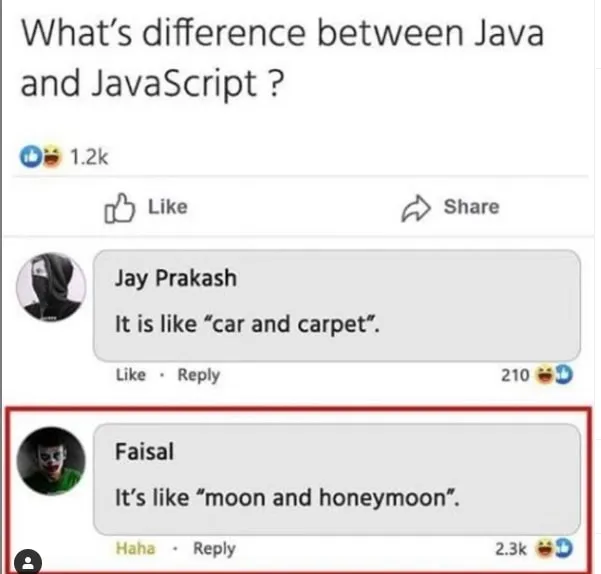 What's difference between Java
and JavaScript ?
1.2k
Like Share
Jay Prakash
It is like “car and carpet”.
Like · Reply 210
Faisal
It's like “moon and honeymoon”.
Haha · Reply 2.3k